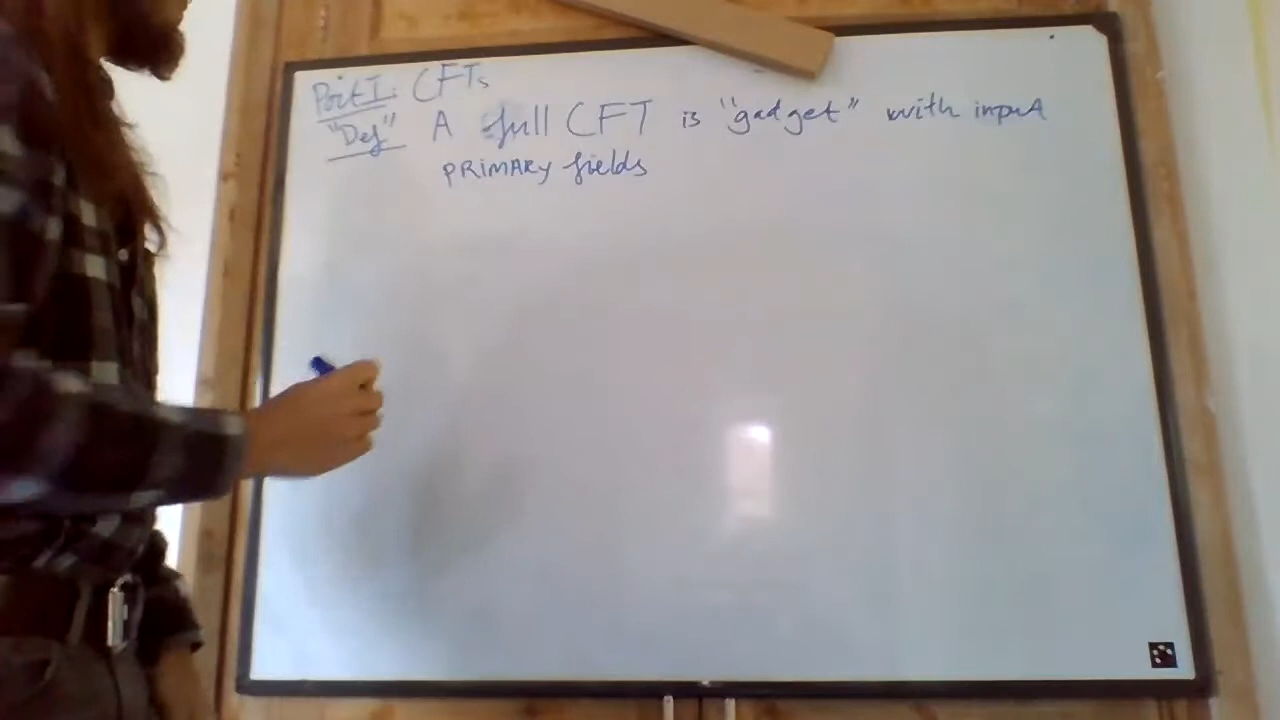 Part I: CFTs
"Def" A full CFT is "gadget" with input
PRIMARY fields